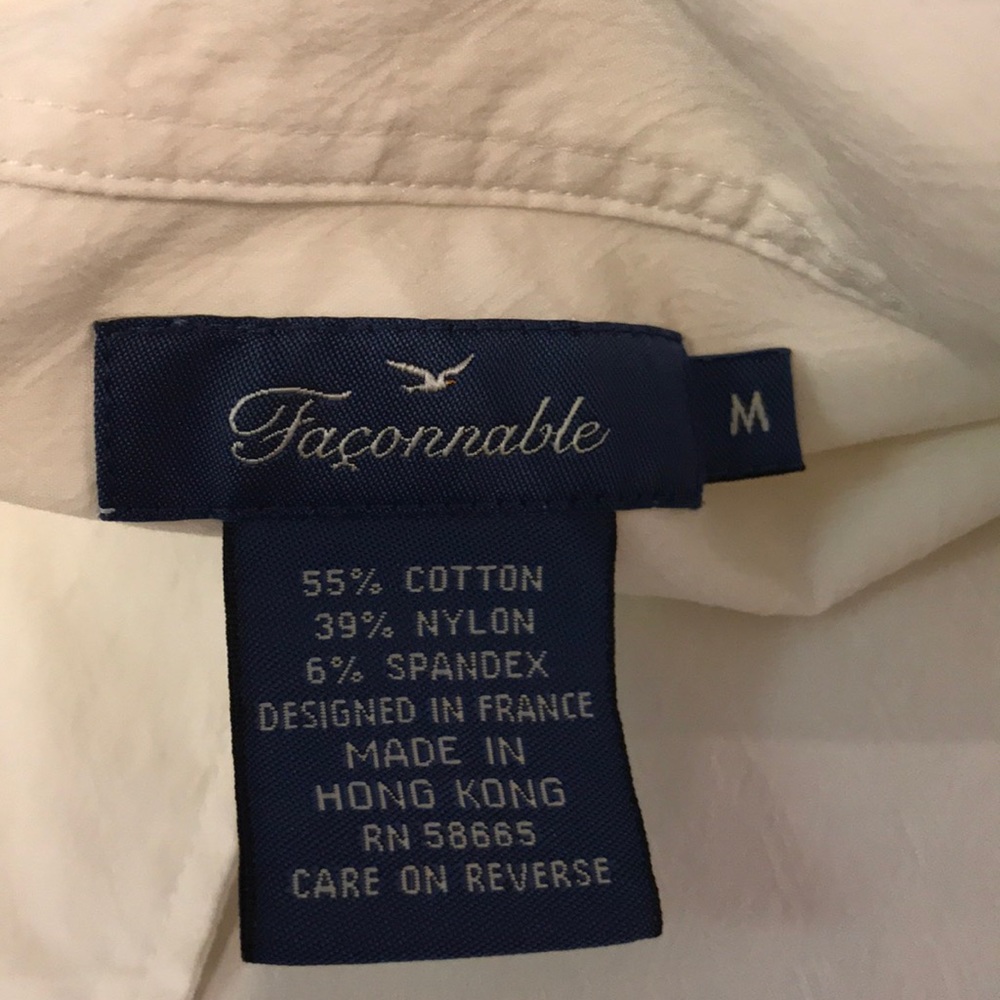 Façonnable
M
55% COTTON
39% NYLON
6% SPANDEX
DESIGNED IN FRANCE
MADE IN
HONG KONG
RN 58665
CARE ON REVERSE